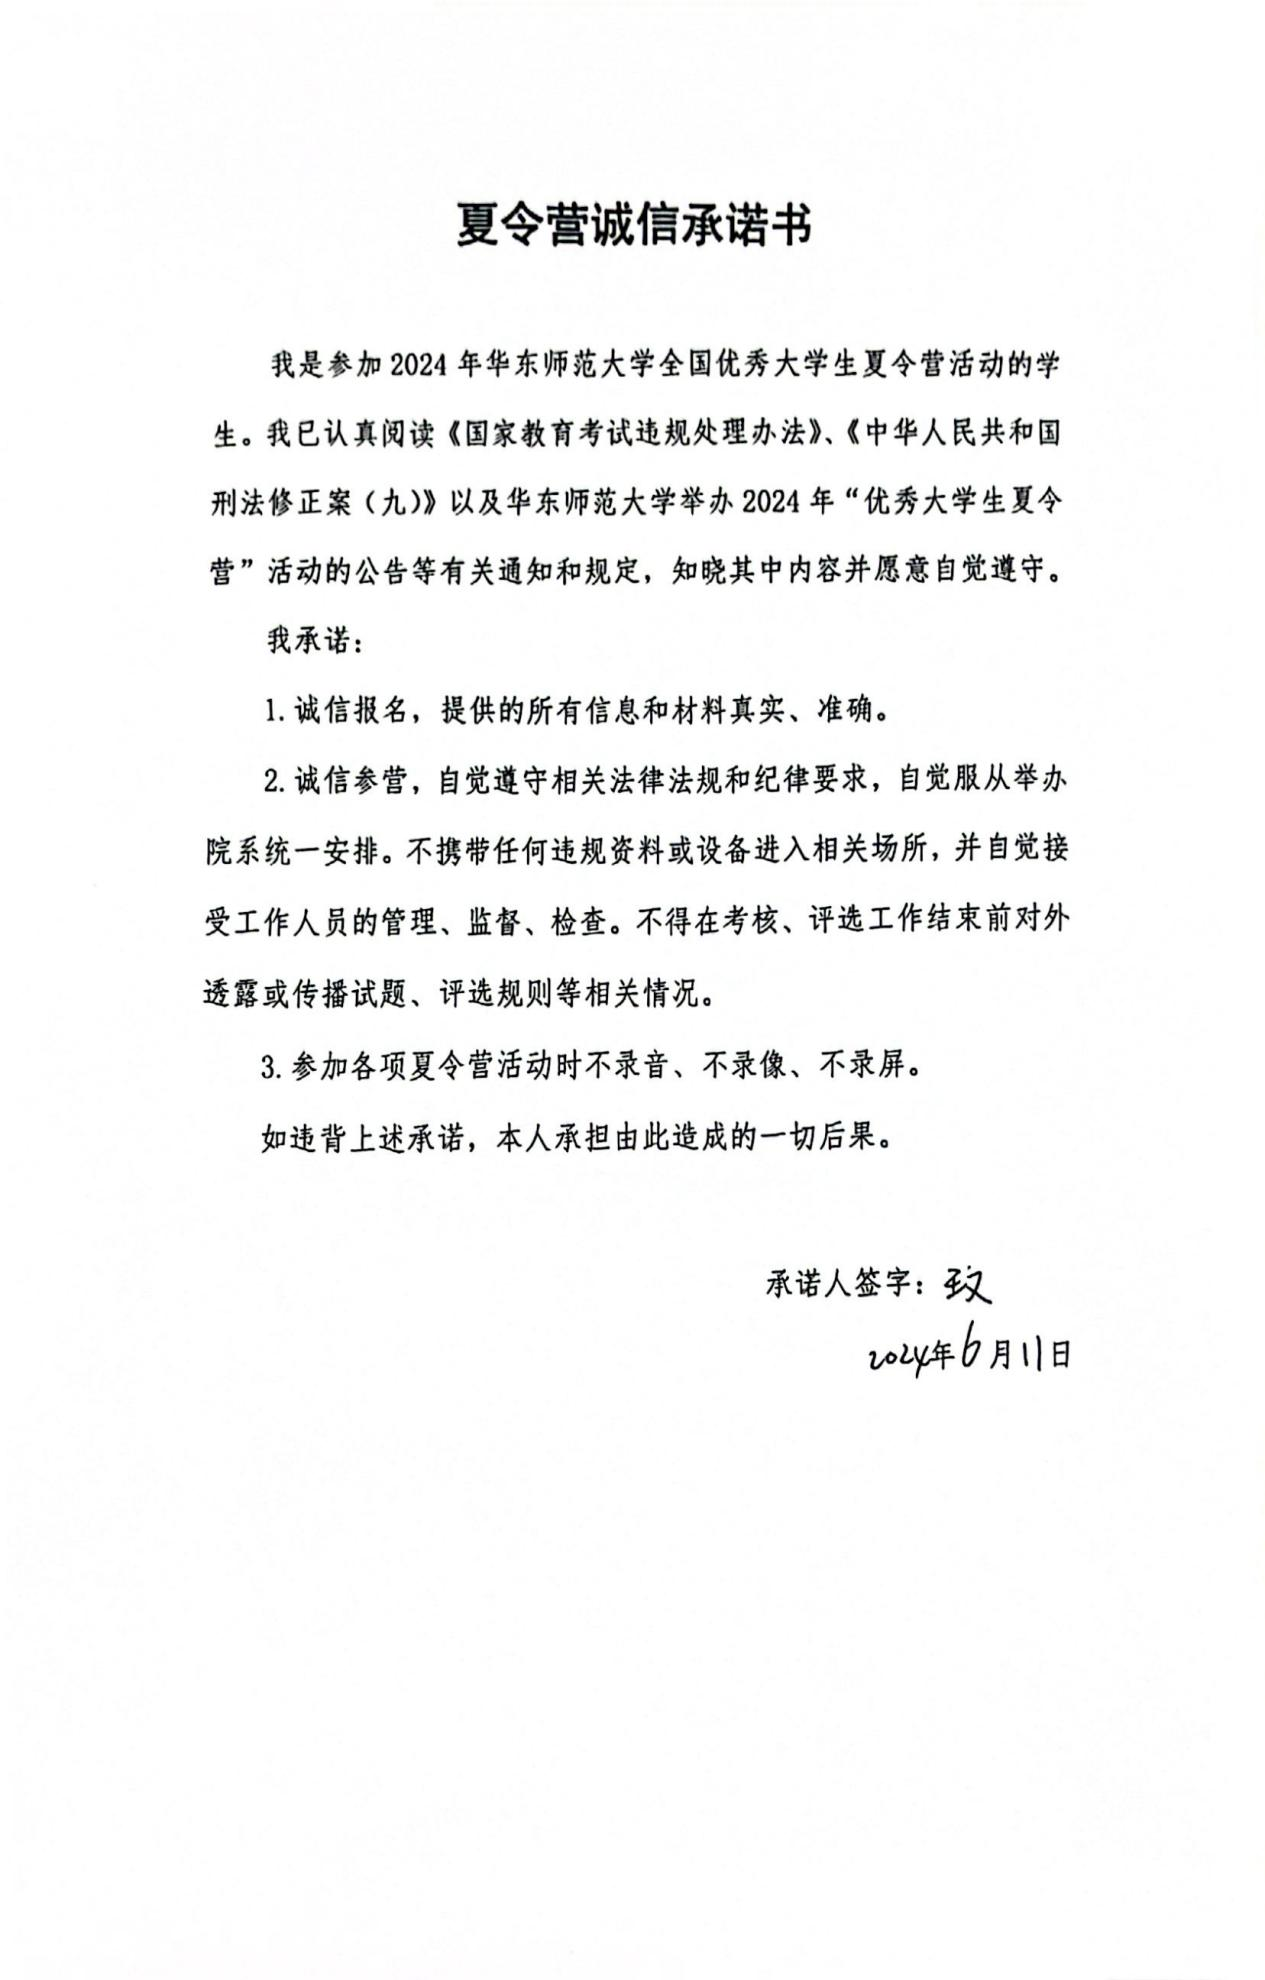 夏令营诚信承诺书
我是参加 2024 年华东师范大学全国优秀大学生夏令营活动的学
生。我已认真阅读《国家教育考试违规处理办法》、《中华人民共和国
刑法修正案（九）》以及华东师范大学举办 2024 年“优秀大学生夏令
营”活动的公告等有关通知和规定，知晓其中内容并愿意自觉遵守。
我承诺：
1. 诚信报名，提供的所有信息和材料真实、准确。
2. 诚信参营，自觉遵守相关法律法规和纪律要求，自觉服从举办
院系统一安排。不携带任何违规资料或设备进入相关场所，并自觉接
受工作人员的管理、监督、检查。不得在考核、评选工作结束前对外
透露或传播试题、评选规则等相关情况。
3. 参加各项夏令营活动时不录音、不录像、不录屏。
如违背上述承诺，本人承担由此造成的一切后果。
承诺人签字：玟
2024年6月11日